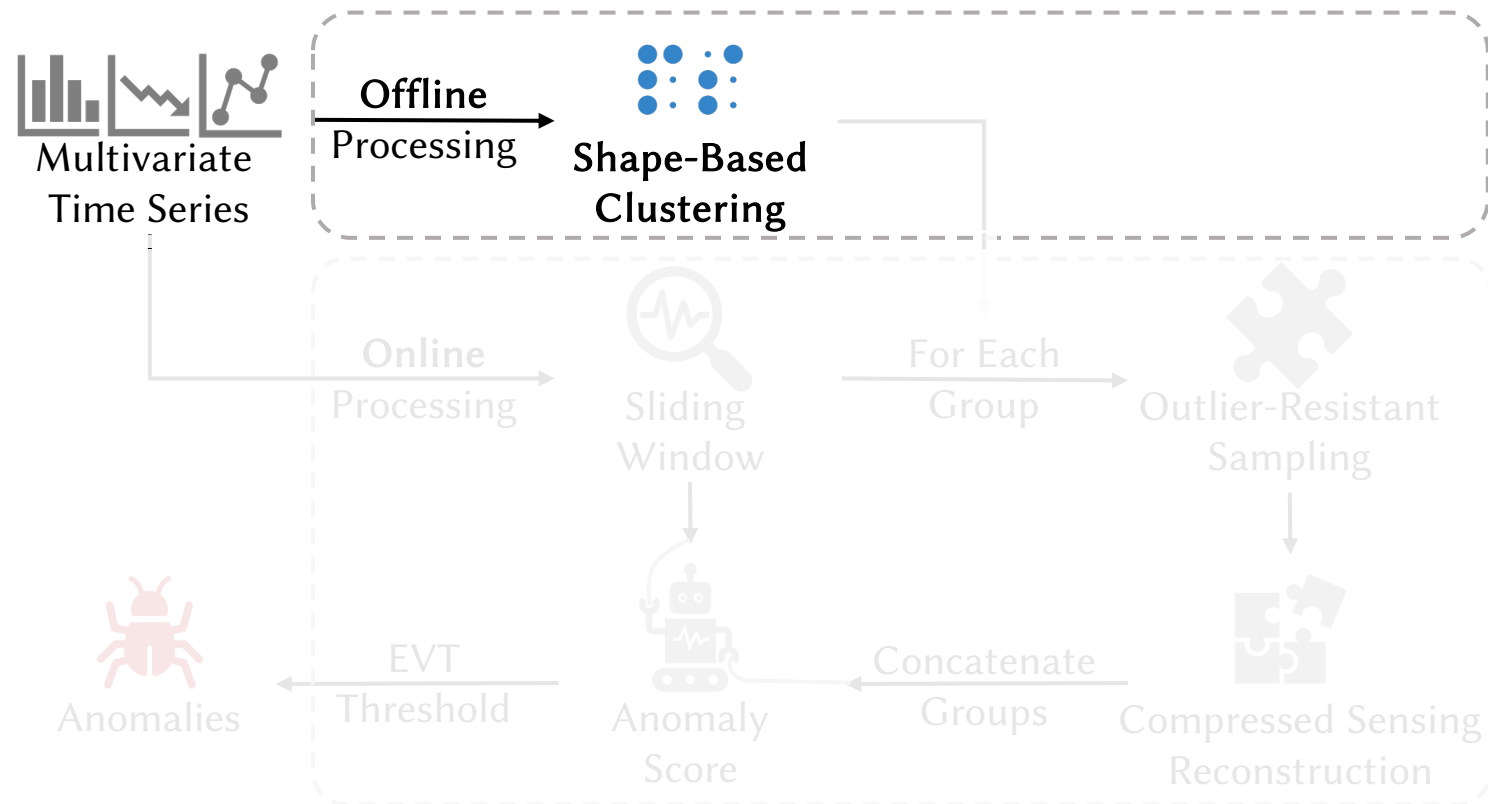 Multivariate
Time Series
Offline
Processing
Shape-Based
Clustering
Online
Processing
Sliding
Window
For Each
Group
Outlier-Resistant
Sampling
Anomalies
EVT
Threshold
Anomaly
Score
Concatenate
Groups
Compressed Sensing
Reconstruction